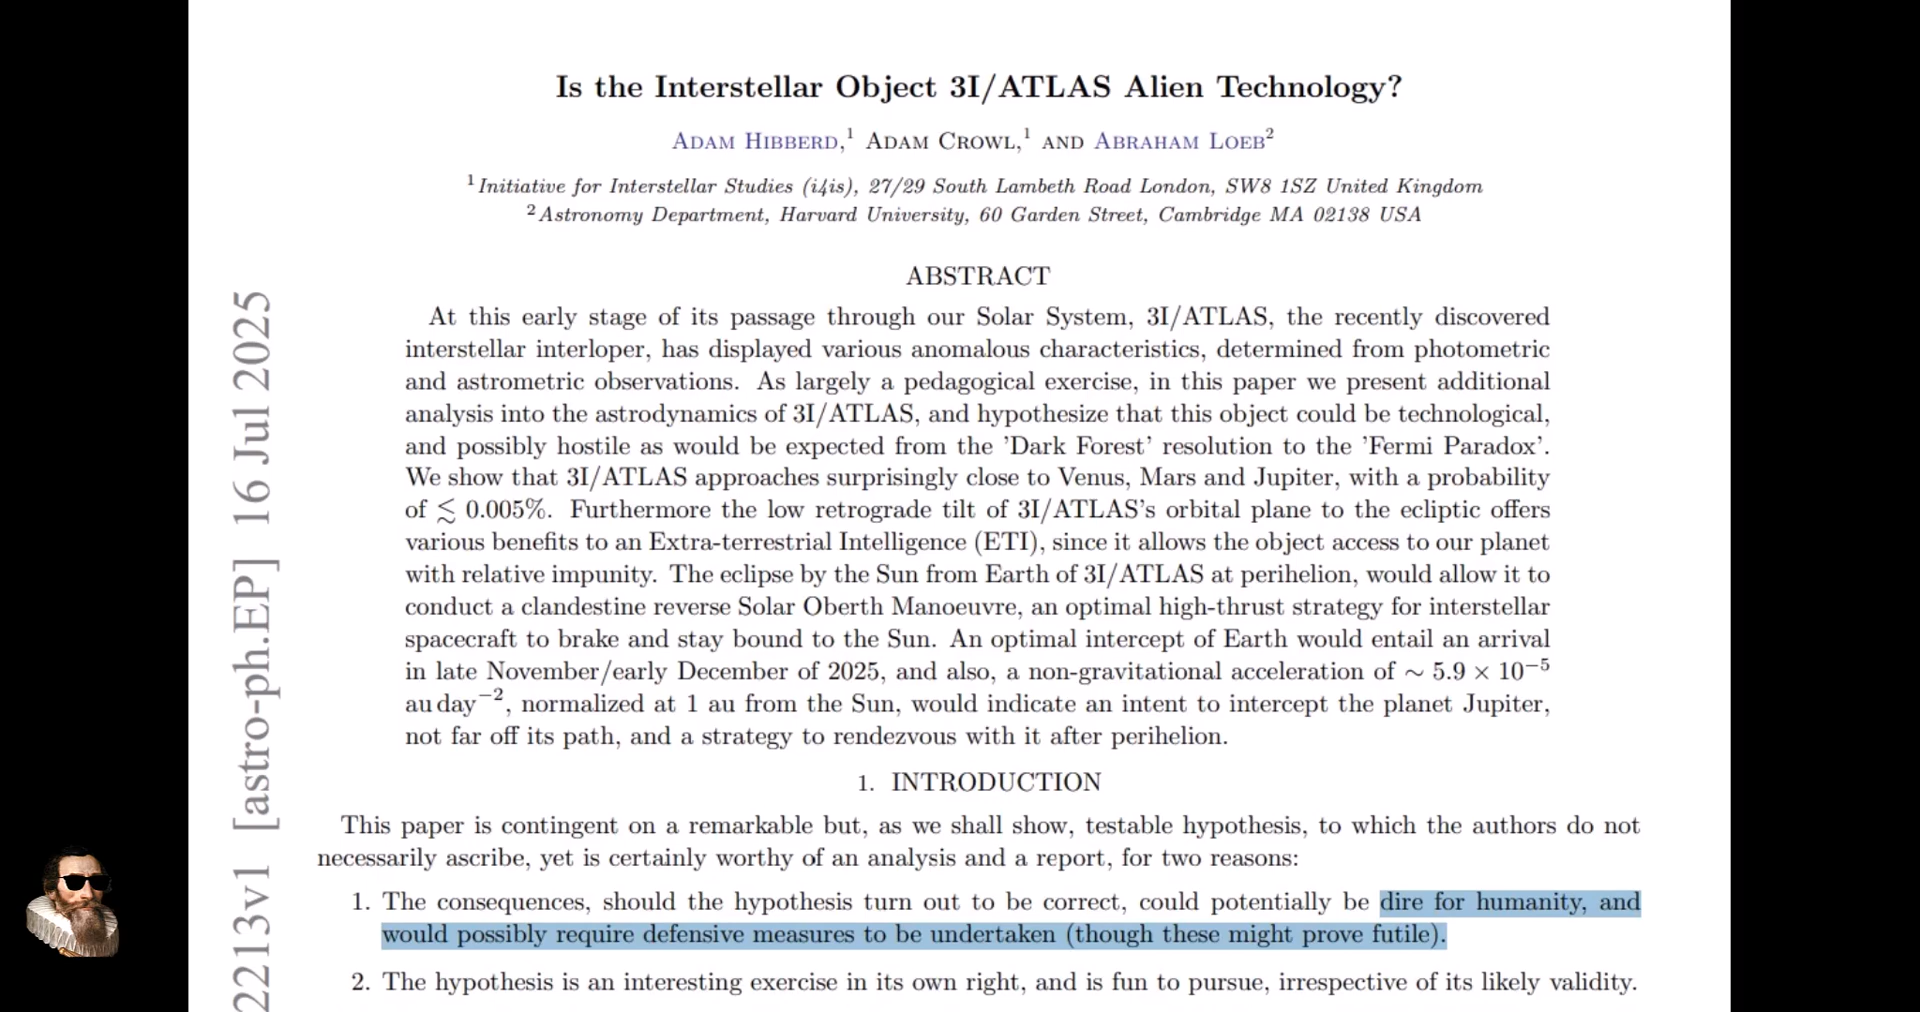 Is the Interstellar Object 3I/ATLAS Alien Technology?
Adam Hibberd,¹ Adam Crowl,¹ and Abraham Loeb²
¹ Initiative for Interstellar Studies (i4is), 27/29 South Lambeth Road London, SW8 1SZ United Kingdom
² Astronomy Department, Harvard University, 60 Garden Street, Cambridge MA 02138 USA
ABSTRACT
At this early stage of its passage through our Solar System, 3I/ATLAS, the recently discovered
interstellar interloper, has displayed various anomalous characteristics, determined from photometric
and astrometric observations. As largely a pedagogical exercise, in this paper we present additional
analysis into the astrodynamics of 3I/ATLAS, and hypothesize that this object could be technological,
and possibly hostile as would be expected from the 'Dark Forest' resolution to the 'Fermi Paradox'.
We show that 3I/ATLAS approaches surprisingly close to Venus, Mars and Jupiter, with a probability
of ≲ 0.005%. Furthermore the low retrograde tilt of 3I/ATLAS's orbital plane to the ecliptic offers
various benefits to an Extra-terrestrial Intelligence (ETI), since it allows the object access to our planet
with relative impunity. The eclipse by the Sun from Earth of 3I/ATLAS at perihelion, would allow it to
conduct a clandestine reverse Solar Oberth Manoeuvre, an optimal high-thrust strategy for interstellar
spacecraft to brake and stay bound to the Sun. An optimal intercept of Earth would entail an arrival
in late November/early December of 2025, and also, a non-gravitational acceleration of ∼ 5.9 × 10⁻⁵
au day⁻², normalized at 1 au from the Sun, would indicate an intent to intercept the planet Jupiter,
not far off its path, and a strategy to rendezvous with it after perihelion.
1. INTRODUCTION
This paper is contingent on a remarkable but, as we shall show, testable hypothesis, to which the authors do not
necessarily ascribe, yet is certainly worthy of an analysis and a report, for two reasons:
1. The consequences, should the hypothesis turn out to be correct, could potentially be dire for humanity, and
would possibly require defensive measures to be undertaken (though these might prove futile).
2. The hypothesis is an interesting exercise in its own right, and is fun to pursue, irrespective of its likely validity.
2213v1 [astro-ph.EP] 16 Jul 2025